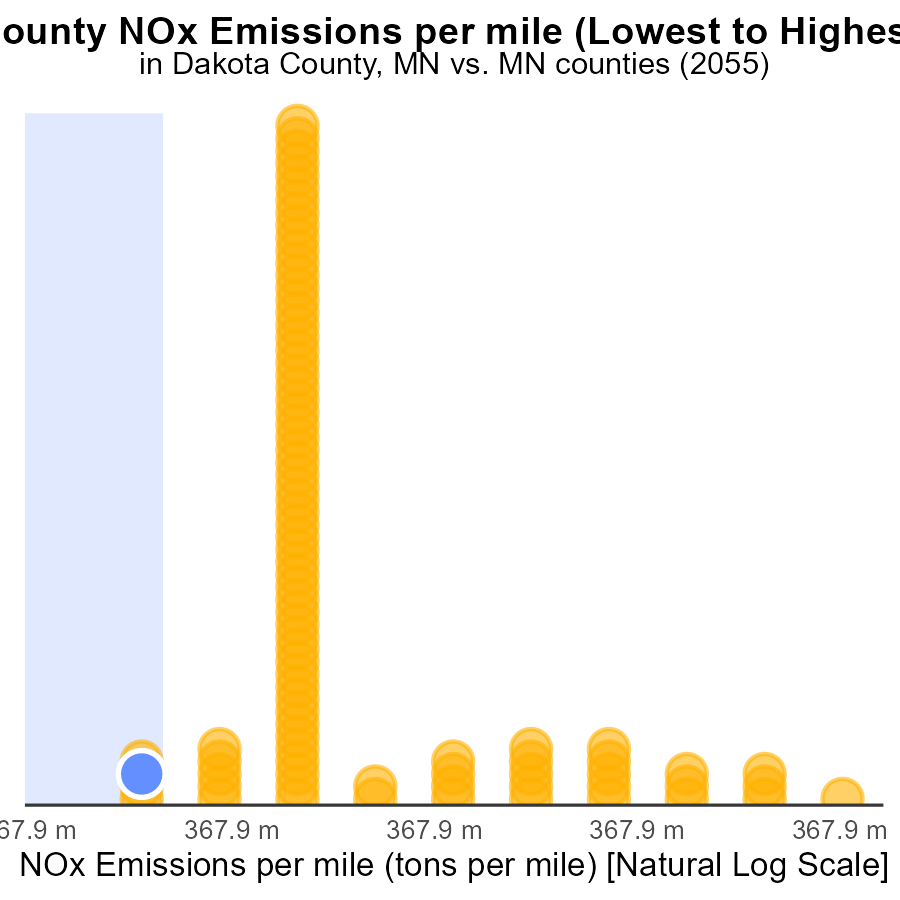 ounty NOx Emissions per mile (Lowest to Highes
in Dakota County, MN vs. MN counties (2055)
67.9 m 367.9 m 367.9 m 367.9 m 367.9 m
NOx Emissions per mile (tons per mile) [Natural Log Scale]